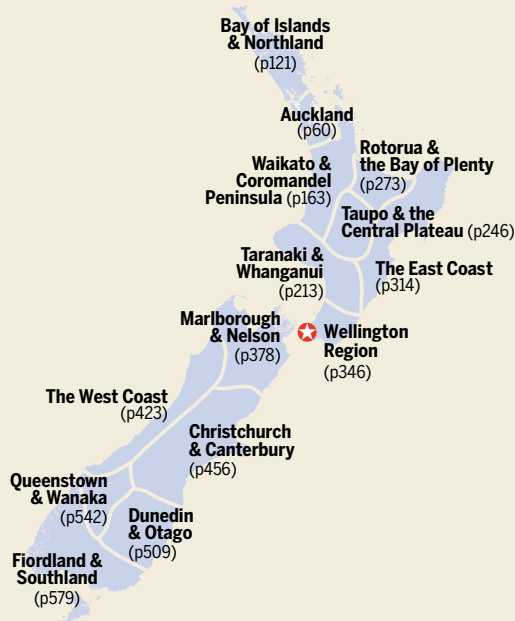 Bay of Islands
& Northland
(p121)
Auckland
(p60)
Rotorua &
the Bay of Plenty
(p273)
Waikato &
Coromandel
Peninsula (p163)
Taupo & the
Central Plateau (p246)
Taranaki &
Whanganui
(p213)
The East Coast
(p314)
Marlborough
& Nelson
(p378)
Wellington
Region
(p346)
The West Coast
(p423)
Christchurch
& Canterbury
(p456)
Queenstown
& Wanaka
(p542)
Dunedin
& Otago
(p509)
Fiordland &
Southland
(p579)